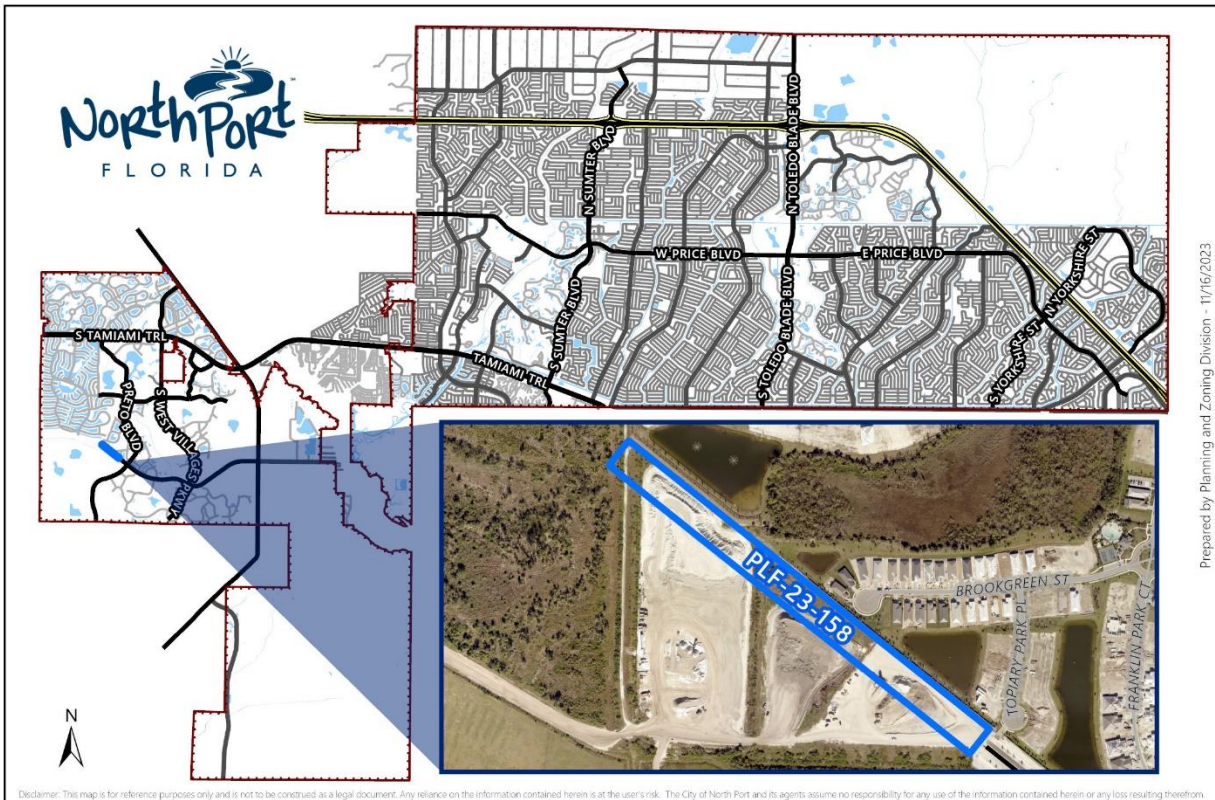 North Port
FLORIDA
N SUMTER BLVD
N TOLEDO BLADE BLVD
W PRICE BLVD
E PRICE BLVD
N YORKSHIRE ST
S SUMTER BLVD
S TOLEDO BLADE BLVD
S YORKSHIRE ST
S TAMIAMI TRL
TAMIAMI TRL
PRETO BLVD
S WEST VILLAGES PKWY
PLF-23-158
BROOKGREEN ST
TOPIARY PARK PL
FRANKLIN PARK CT
N
Prepared by Planning and Zoning Division - 11/16/2023
Disclaimer: This map is for reference purposes only and is not to be construed as a legal document. Any reliance on the information contained herein is at the user's risk. The City of North Port and its agents assume no responsibility for any use of the information contained herein or any loss resulting therefrom.